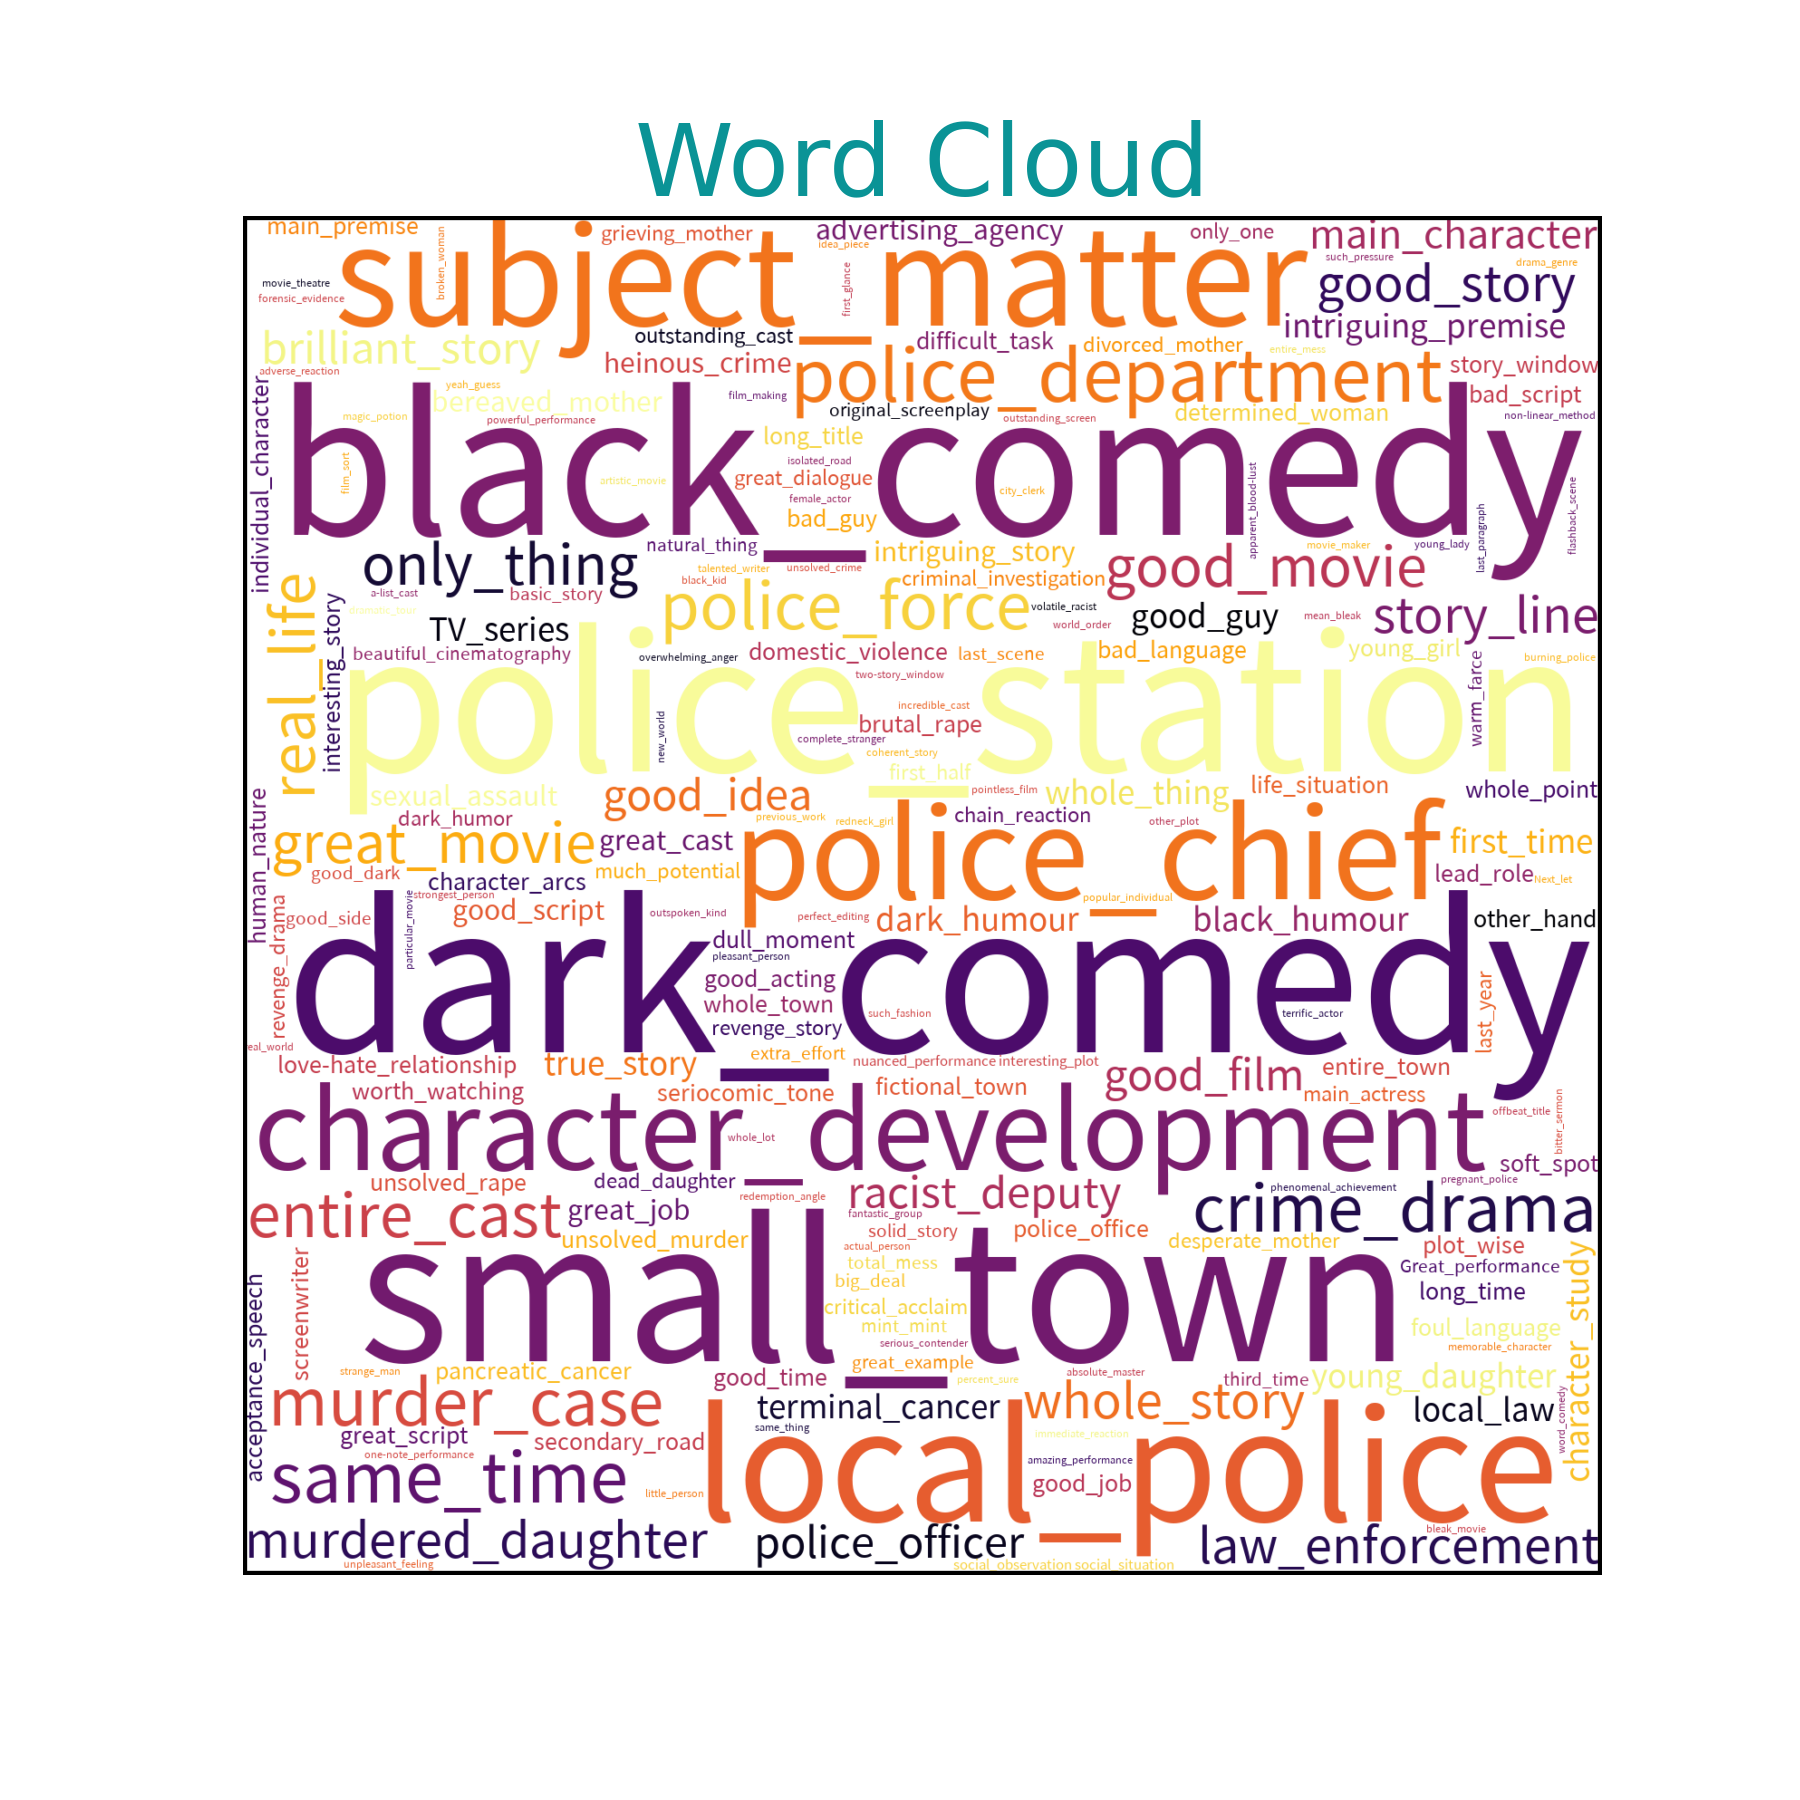 Word Cloud
main_premise
subject_matter
grieving_mother
advertising_agency
only_one
main_character
broken_woman
idea_piece
such_pressure
drama_genre
movie_theatre
forensic_evidence
first_glance
good_story
intriguing_premise
outstanding_cast
difficult_task
divorced_mother
entire_mess
brilliant_story
heinous_crime
police_department
story_window
adverse_reaction
yeah_guess
bereaved_mother
film_making
original_screenplay
determined_woman
bad_script
magic_potion
powerful_performance
outstanding_screen
non-linear_method
individual_character
black_comedy
long_title
isolated_road
film_sort
artistic_movie
great_dialogue
female_actor
city_clerk
bad_guy
apparent_blood-lust
last_paragraph
flashback_scene
only_thing
natural_thing
intriguing_story
movie_maker
young_lady
talented_writer
unsolved_crime
black_kid
criminal_investigation
good_movie
real_life
interesting_story
a-list_cast
basic_story
dramatic_tour
police_force
volatile_racist
good_guy
mean_bleak
story_line
TV_series
world_order
beautiful_cinematography
overwhelming_anger
domestic_violence
last_scene
bad_language
young_girl
burning_police
police_station
two-story_window
warm_farce
new_world
incredible_cast
brutal_rape
complete_stranger
coherent_story
first_half
sexual_assault
good_idea
pointless_film
whole_thing
life_situation
whole_point
human_nature
dark_humor
previous_work
redneck_girl
chain_reaction
other_plot
great_movie
great_cast
police_chief
first_time
good_dark
character_arcs
much_potential
lead_role
Next_let
strongest_person
particular_movie
popular_individual
revenge_drama
good_side
good_script
outspoken_kind
perfect_editing
dark_humour
black_humour
other_hand
dark_comedy
dull_moment
pleasant_person
good_acting
whole_town
such_fashion
terrific_actor
revenge_story
last_year
eal_world
extra_effort
love-hate_relationship
true_story
nuanced_performance
interesting_plot
good_film
entire_town
worth_watching
seriocomic_tone
fictional_town
main_actress
character_development
whole_lot
offbeat_title
bitter_sermon
unsolved_rape
dead_daughter
soft_spot
redemption_angle
racist_deputy
phenomenal_achievement
pregnant_police
entire_cast
great_job
fantastic_group
solid_story
police_office
crime_drama
unsolved_murder
actual_person
desperate_mother
plot_wise
small_town
total_mess
big_deal
Great_performance
long_time
character_study
acceptance_speech
screenwriter
critical_acclaim
mint_mint
foul_language
serious_contender
memorable_character
strange_man
pancreatic_cancer
great_example
good_time
percent_sure
absolute_master
third_time
young_daughter
murder_case
terminal_cancer
whole_story
local_law
word_comedy
great_script
secondary_road
same_thing
immediate_reaction
local_police
one-note_performance
amazing_performance
same_time
little_person
good_job
murdered_daughter
police_officer
bleak_movie
law_enforcement
unpleasant_feeling
social_observation
social_situation